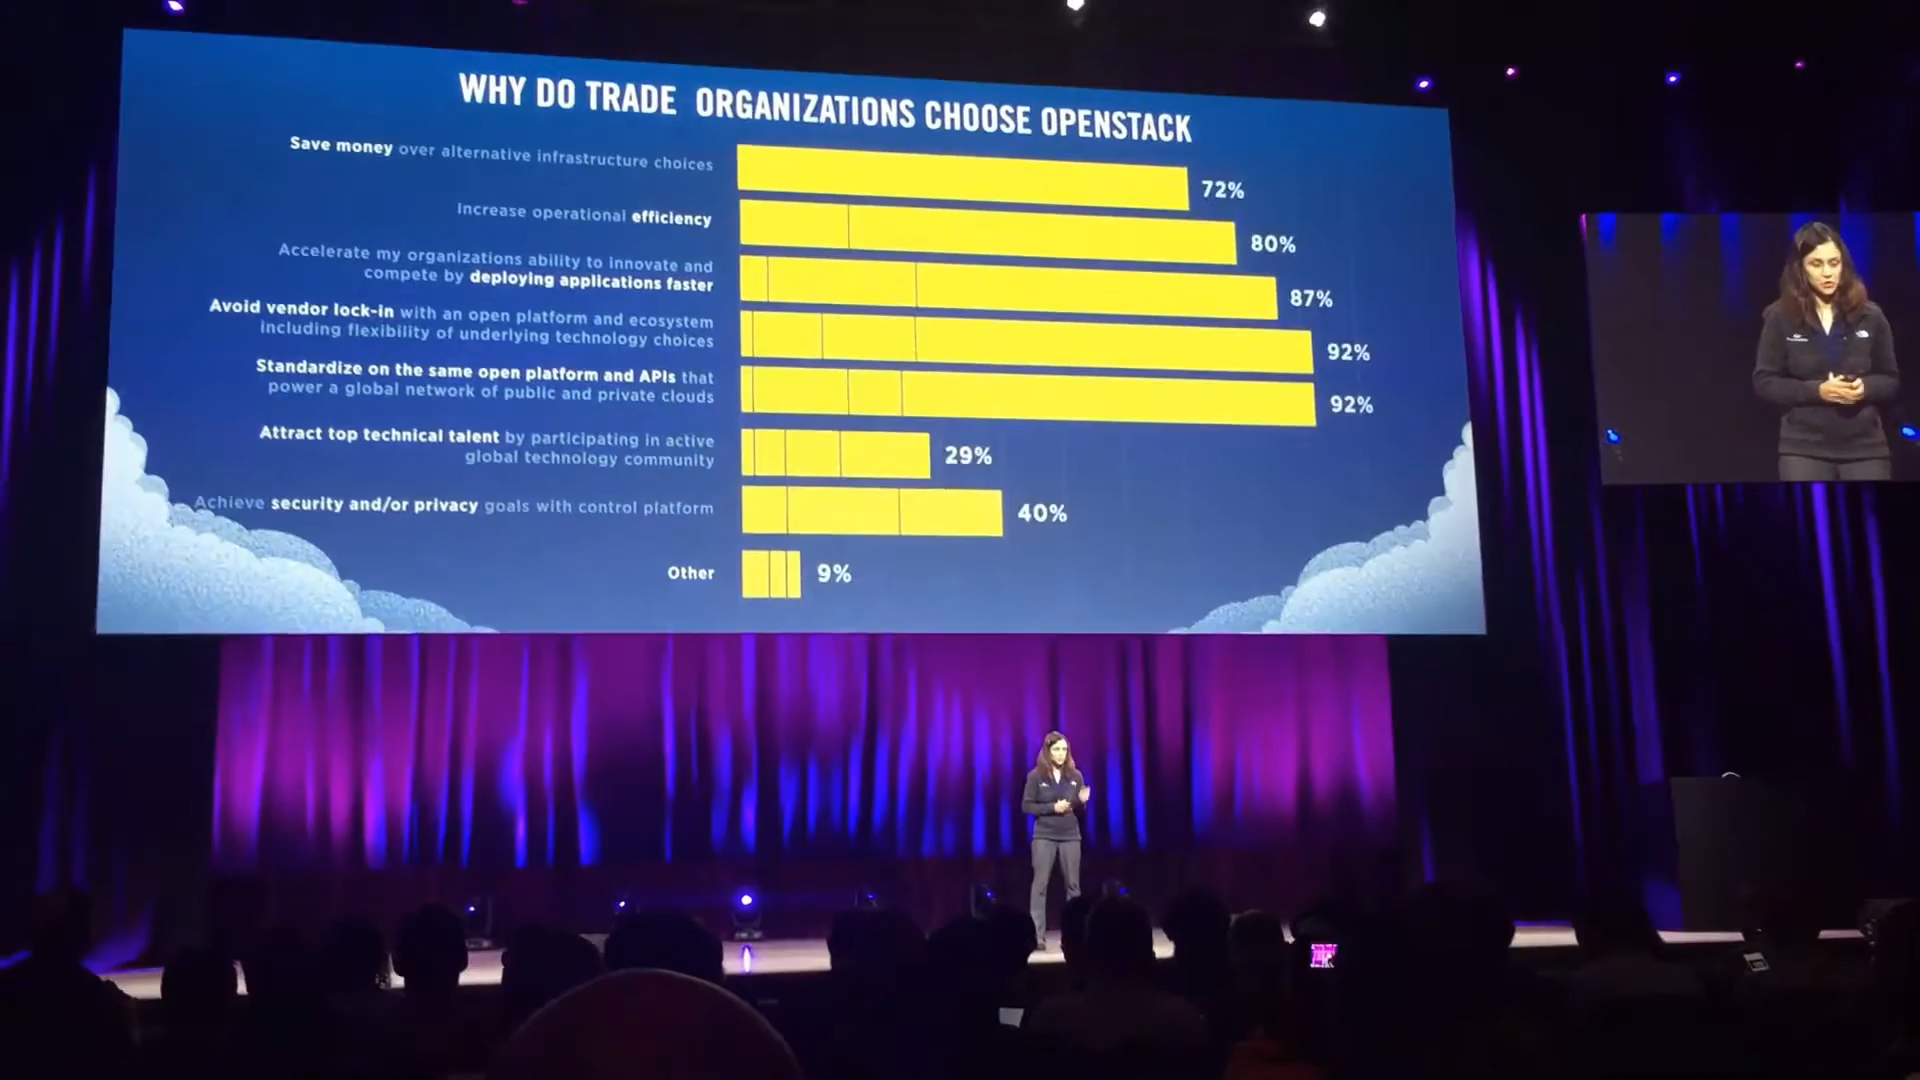 WHY DO TRADE ORGANIZATIONS CHOOSE OPENSTACK
Save money over alternative infrastructure choices
72%
Increase operational efficiency
80%
Accelerate my organizations ability to innovate and
compete by deploying applications faster
87%
Avoid vendor lock-in with an open platform and ecosystem
including flexibility of underlying technology choices
92%
Standardize on the same open platform and APIs that
power a global network of public and private clouds
92%
Attract top technical talent by participating in active
global technology community
29%
Achieve security and/or privacy goals with control platform
40%
Other
9%